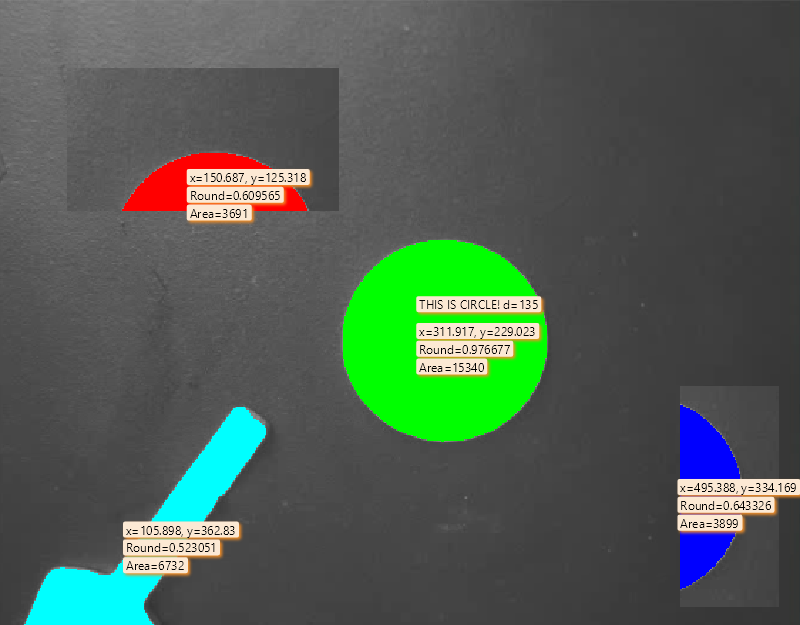 x=150.687, y=125.318
Round=0.609565
Area=3691
THIS IS CIRCLE! d=135
x=311.917, y=229.023
Round=0.976677
Area=15340
x=495.388, y=334.169
Round=0.643326
Area=3899
x=105.898, y=362.83
Round=0.523051
Area=6732